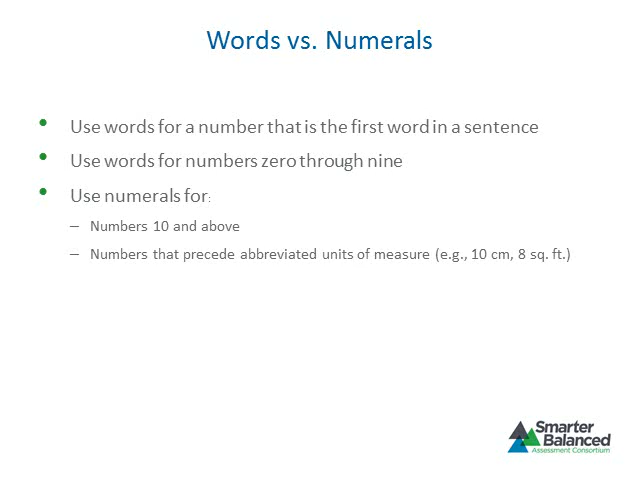 Words vs. Numerals
• Use words for a number that is the first word in a sentence
• Use words for numbers zero through nine
• Use numerals for:
– Numbers 10 and above
– Numbers that precede abbreviated units of measure (e.g., 10 cm, 8 sq. ft.)
Smarter
Balanced
Assessment Consortium